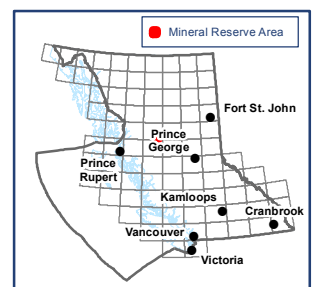 Mineral Reserve Area
Fort St. John
Prince
George
Prince
Rupert
Kamloops
Cranbrook
Vancouver
Victoria